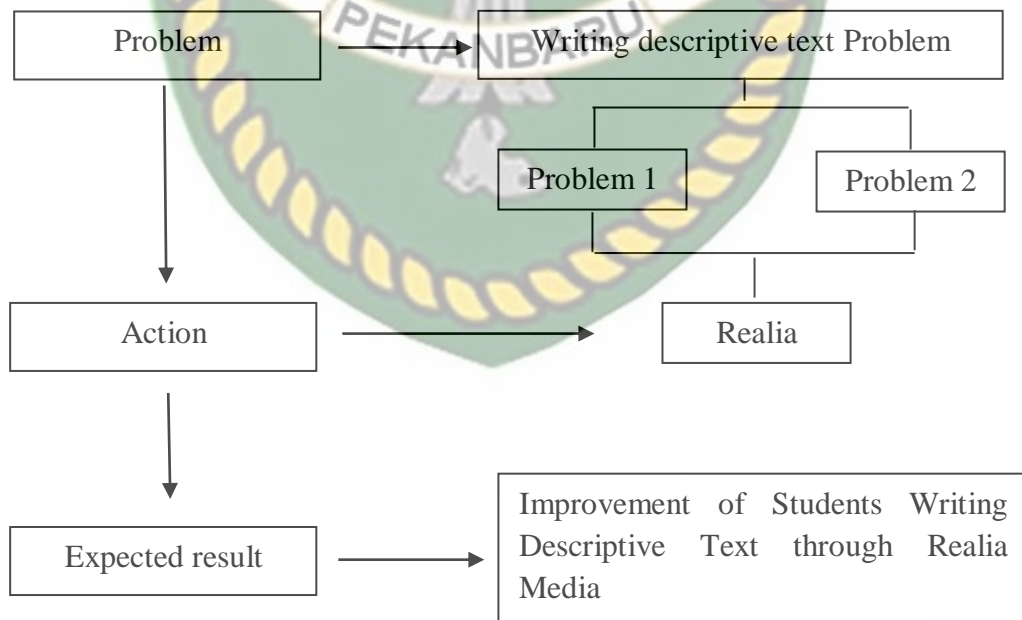 Problem
Writing descriptive text Problem
PEKANBARU
Problem 1
Problem 2
Action
Realia
Expected result
Improvement of Students Writing
Descriptive Text through Realia
Media